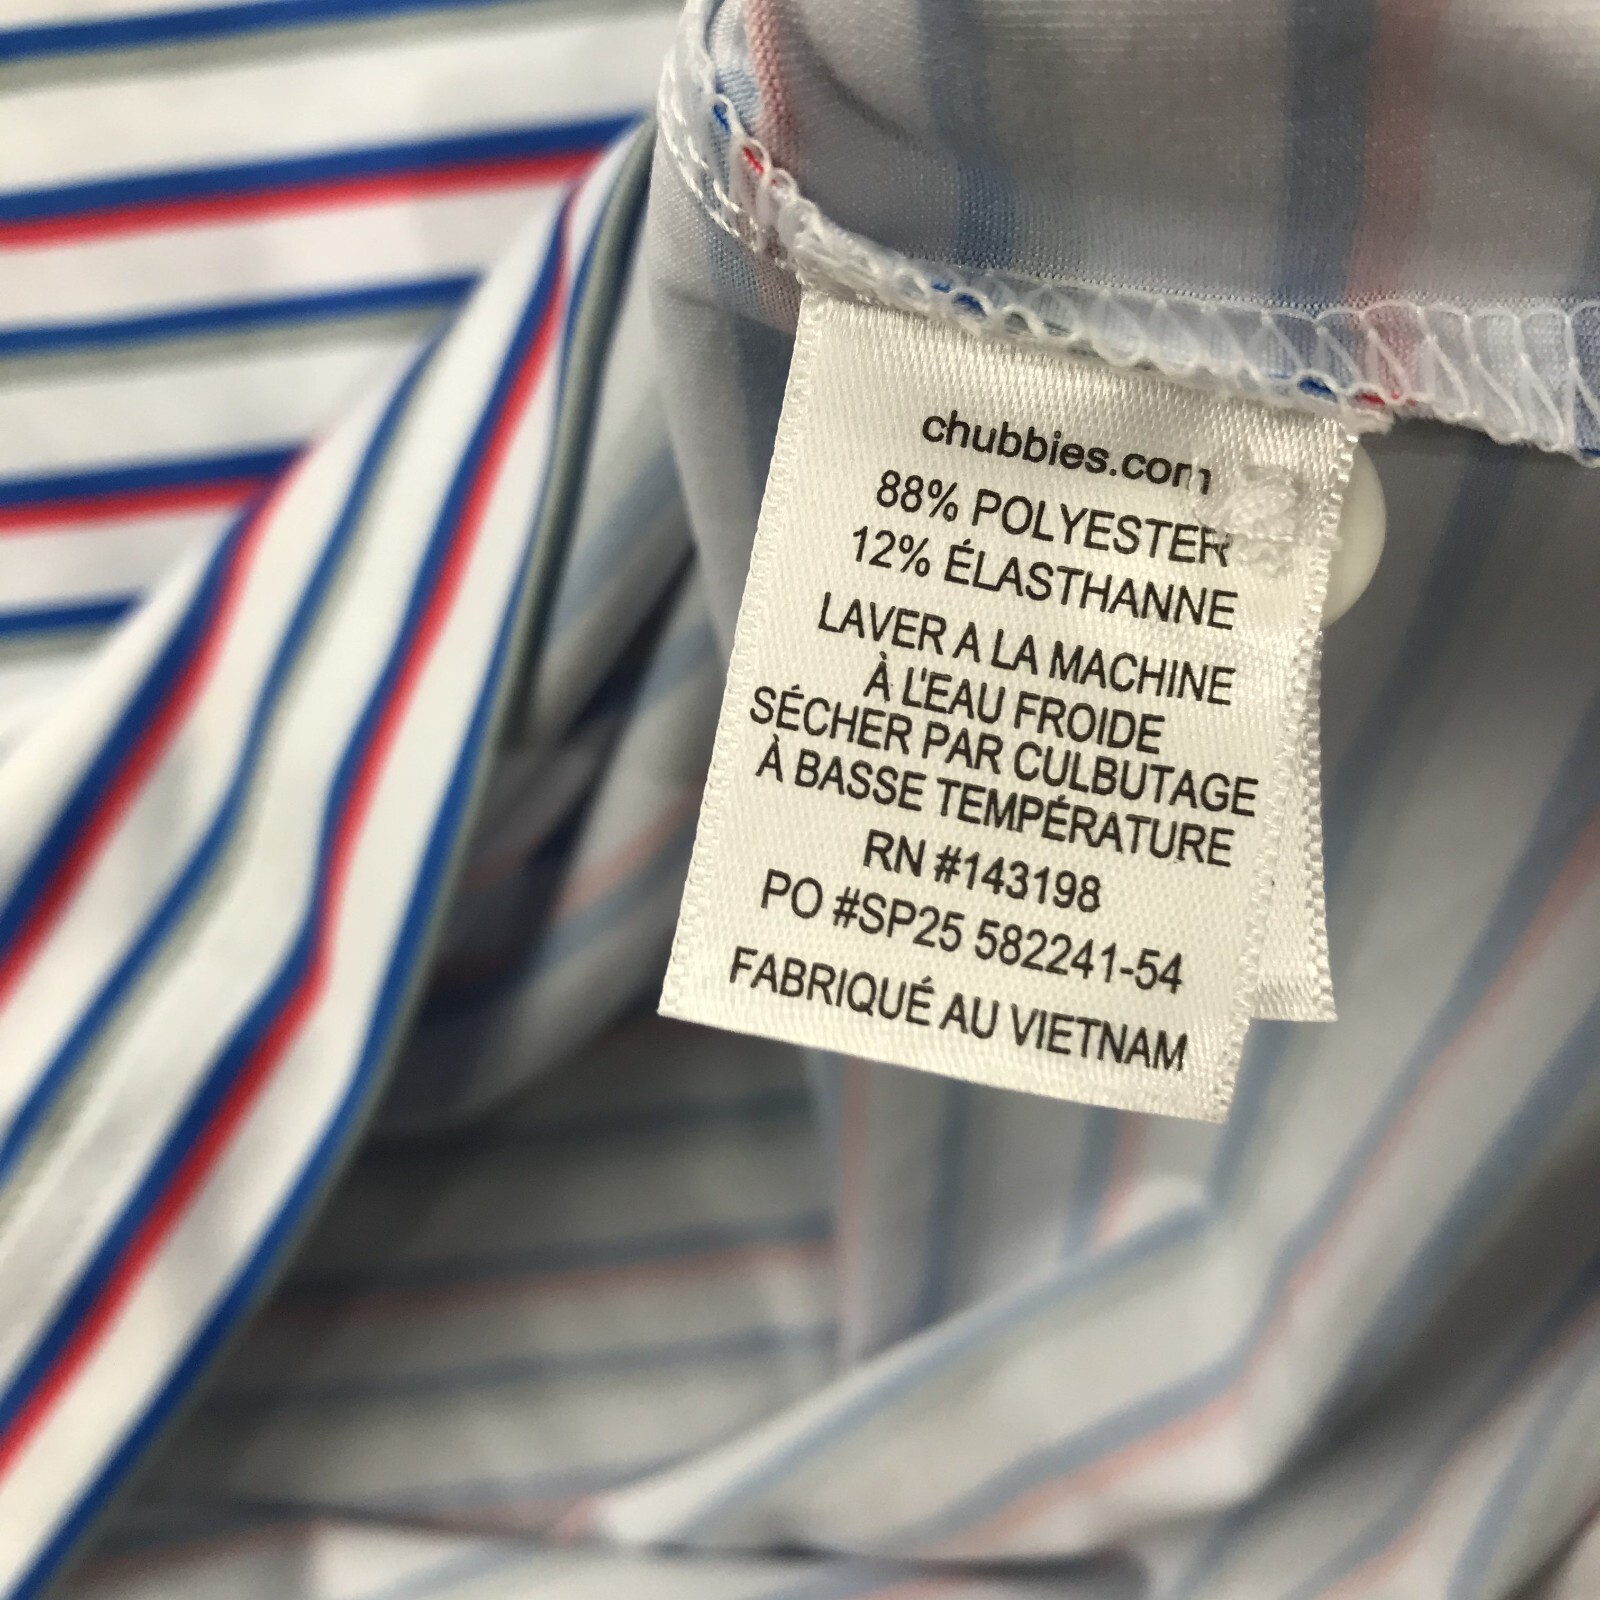 chubbies.com
88% POLYESTER
12% ÉLASTHANNE
LAVER A LA MACHINE
À L'EAU FROIDE
SÉCHER PAR CULBUTAGE
À BASSE TEMPÉRATURE
RN #143198
PO #SP25 582241-54
FABRIQUÉ AU VIETNAM